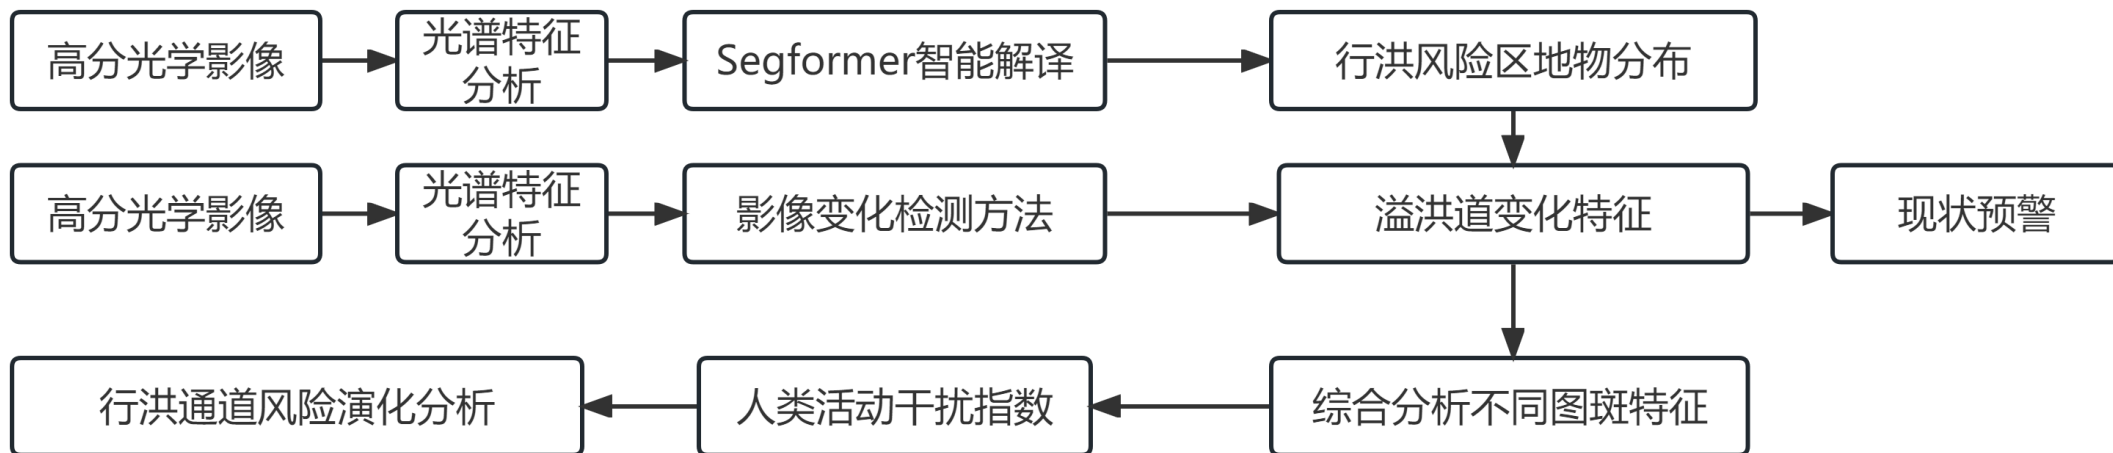 高分光学影像
光谱特征
分析
Segformer智能解译
行洪风险区地物分布
高分光学影像
光谱特征
分析
影像变化检测方法
溢洪道变化特征
现状预警
行洪通道风险演化分析
人类活动干扰指数
综合分析不同图斑特征